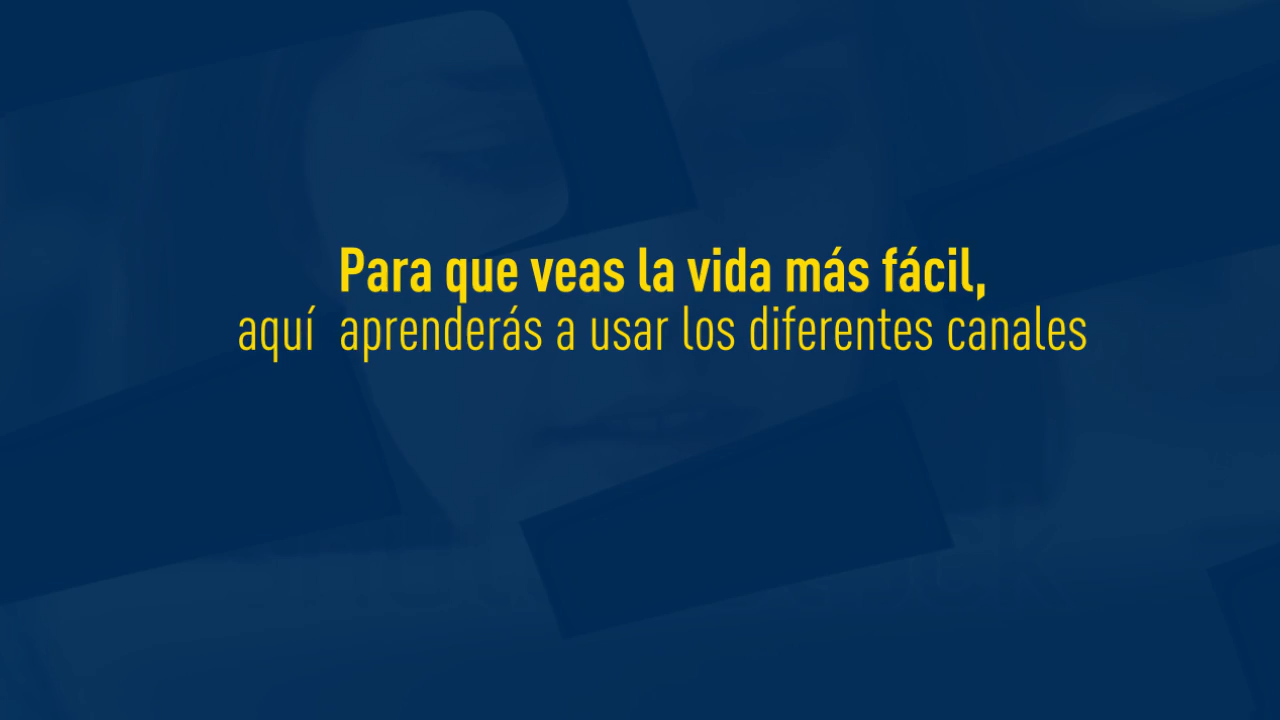 Para que veas la vida más fácil,
aquí  aprenderás a usar los diferentes canales